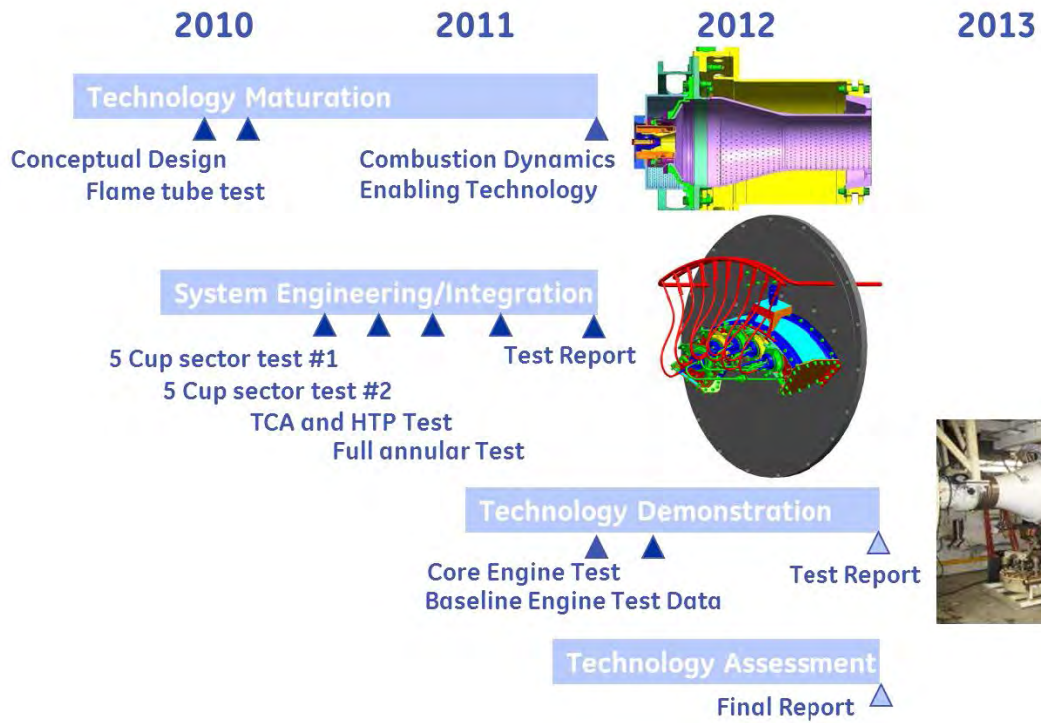 2010 2011 2012 2013
Technology Maturation
Conceptual Design
Flame tube test
Combustion Dynamics
Enabling Technology
System Engineering/Integration
5 Cup sector test #1
5 Cup sector test #2
TCA and HTP Test
Full annular Test
Test Report
Technology Demonstration
Core Engine Test
Baseline Engine Test Data
Test Report
Technology Assessment
Final Report